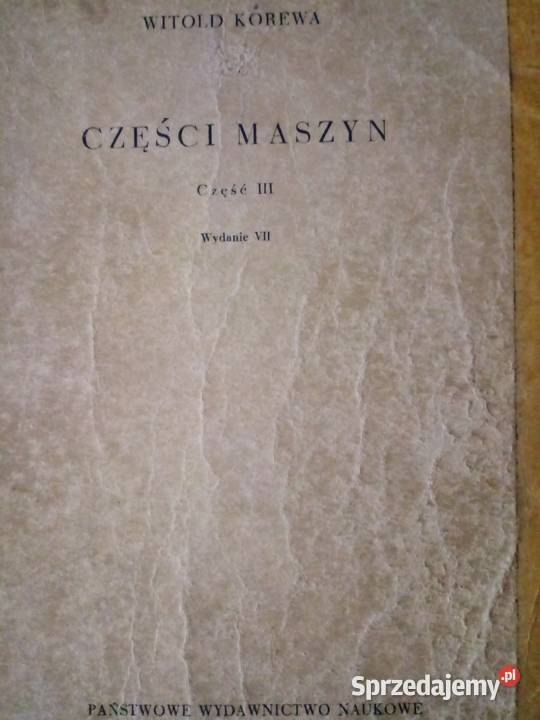 WITOLD KOREWA
CZĘŚCI MASZYN
Część III
Wydanie VII
PAŃSTWOWE WYDAWNICTWO NAUKOWE
Sprzedajemy.pl